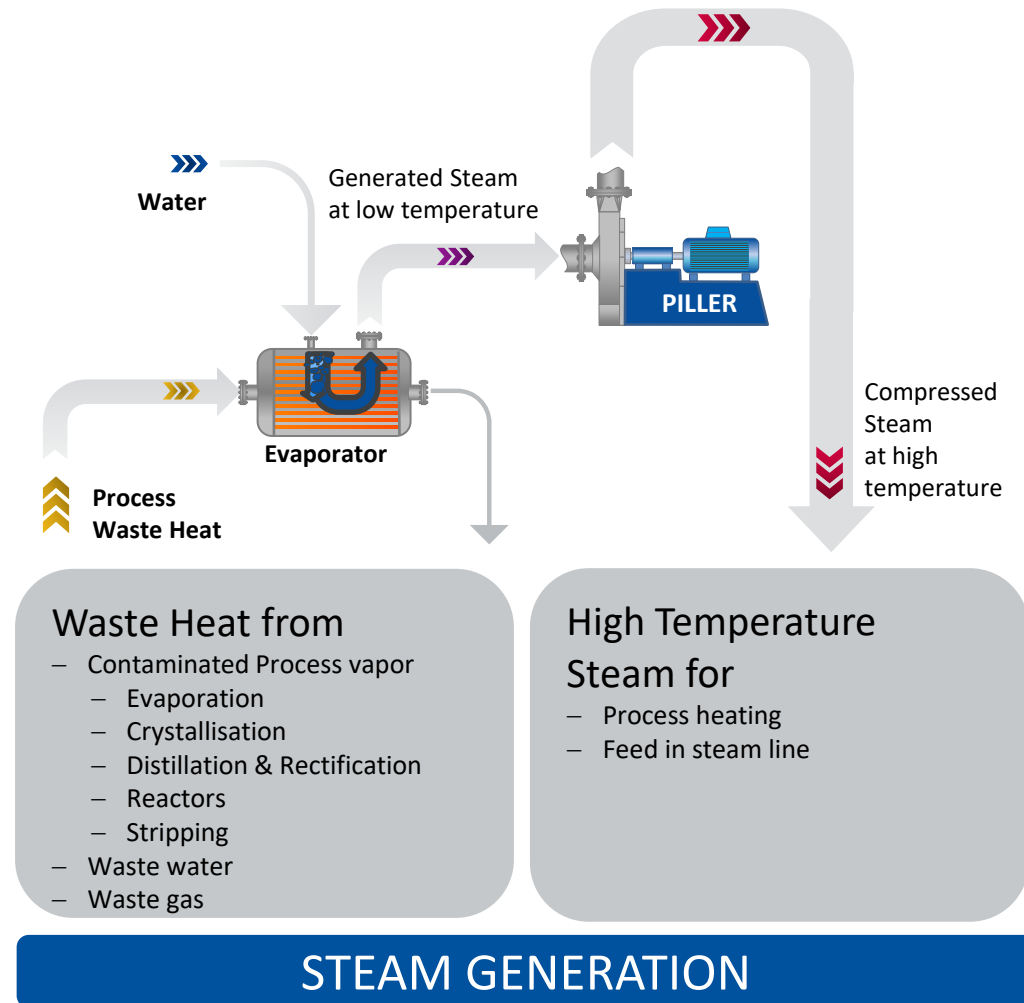 Water
Generated Steam
at low temperature
PILLER
Evaporator
Process
Waste Heat
Compressed
Steam
at high
temperature
Waste Heat from
– Contaminated Process vapor
– Evaporation
– Crystallisation
– Distillation & Rectification
– Reactors
– Stripping
– Waste water
– Waste gas
High Temperature
Steam for
– Process heating
– Feed in steam line
STEAM GENERATION